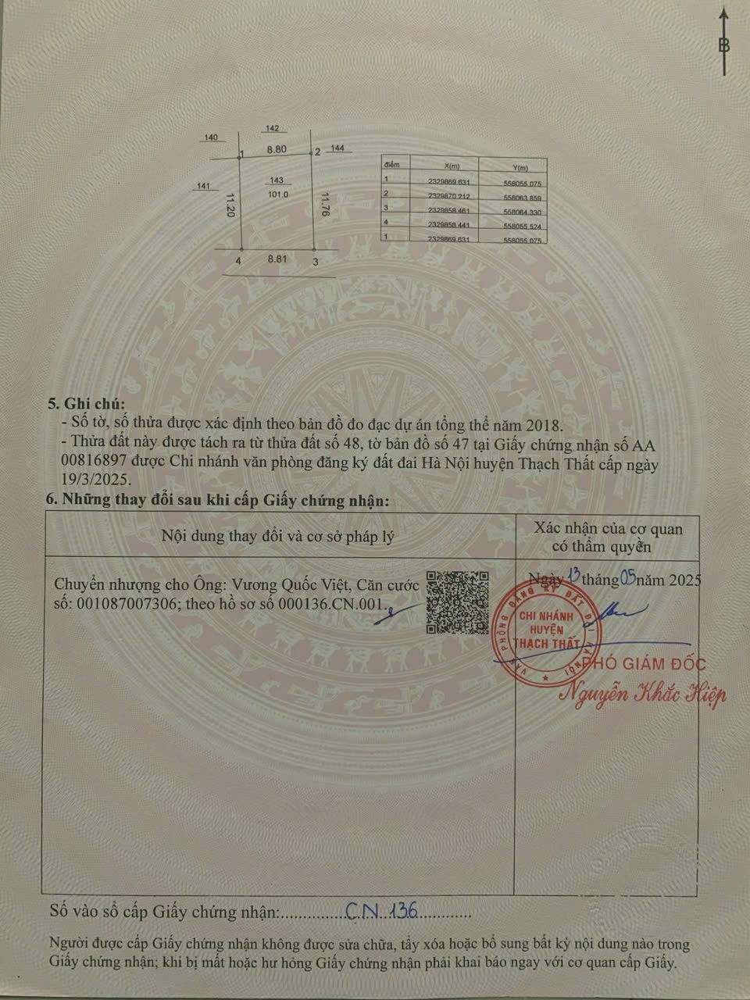 B
142
140
1
8.80
2
144
141
143
101.0
11.20
11.76
4
8.81
3
điểm X(m) Y(m)
1 2329869.631 558055.075
2 2329870.212 558063.859
3 2329858.461 558064.330
4 2329858.441 558055.524
1 2329869.631 558055.075
5. Ghi chú:
- Số tờ, số thửa được xác định theo bản đồ đo đạc dự án tổng thể năm 2018.
- Thửa đất này được tách ra từ thửa đất số 48, tờ bản đồ số 47 tại Giấy chứng nhận số AA
00816897 được Chi nhánh văn phòng đăng ký đất đai Hà Nội huyện Thạch Thất cấp ngày
19/3/2025.
6. Những thay đổi sau khi cấp Giấy chứng nhận:
Nội dung thay đổi và cơ sở pháp lý
Xác nhận của cơ quan
có thẩm quyền
Chuyển nhượng cho Ông: Vương Quốc Việt, Căn cước
số: 001087007306; theo hồ sơ số 000136.CN.001.
Ngày 13 tháng 05 năm 2025
VĂN PHÒNG ĐĂNG KÝ ĐẤT ĐAI HÀ NỘI
CHI NHÁNH
HUYỆN
THẠCH THẤT
PHÓ GIÁM ĐỐC
Nguyễn Khắc Hiệp
Số vào sổ cấp Giấy chứng nhận:..............CN 136.............
Người được cấp Giấy chứng nhận không được sửa chữa, tẩy xóa hoặc bổ sung bất kỳ nội dung nào trong
Giấy chứng nhận; khi bị mất hoặc hư hỏng Giấy chứng nhận phải khai báo ngay với cơ quan cấp Giấy.